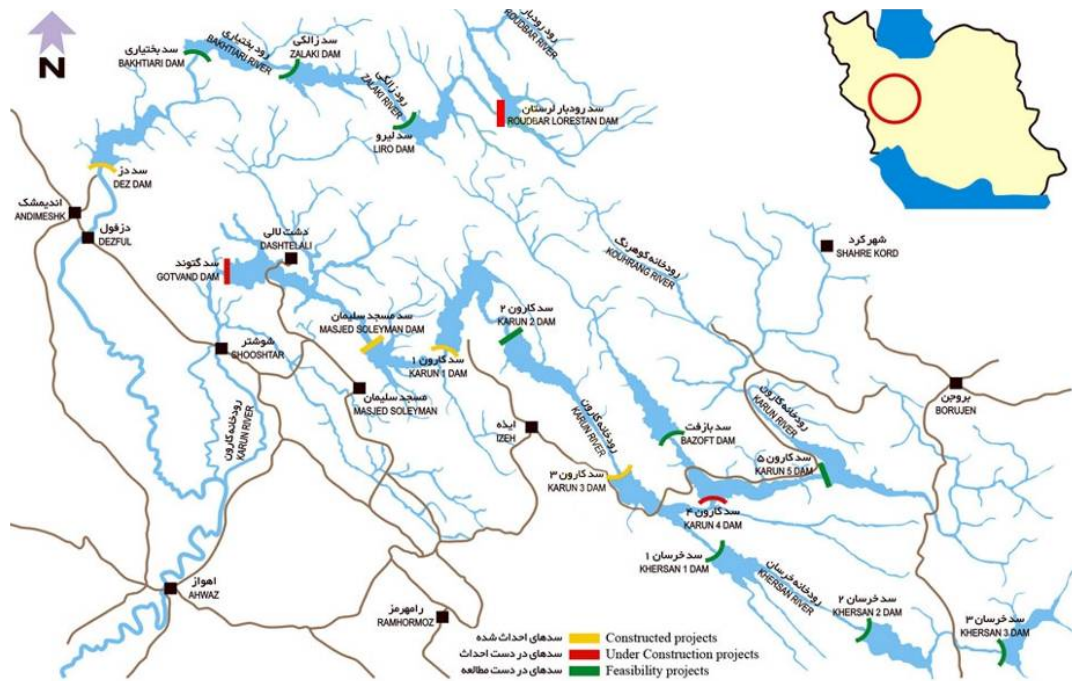 N
سد بختیاری
BAKHTIARI DAM
رود بختیاری
BAKHTIARI RIVER
سد زالکی
ZALAKI DAM
رود زالکی
ZALAKI RIVER
سد لیرو
LIRO DAM
رود رودبار
ROUDBAR RIVER
سد رودبار لرستان
ROUDBAR LORESTAN DAM
سد دز
DEZ DAM
اندیمشک
ANDIMESHK
دزفول
DEZFUL
دشت لالی
DASHTELALI
سد گتوند
GOTVAND DAM
رودخانه کوهرنگ
KOUHRANG RIVER
شهر کرد
SHAHRE KORD
سد مسجد سلیمان
MASJED SOLEYMAN DAM
سد کارون ۲
KARUN 2 DAM
شوشتر
SHOOSHTAR
سد کارون ۱
KARUN 1 DAM
مسجد سلیمان
MASJED SOLEYMAN
بروجن
BORUJEN
رودخانه کارون
KARUN RIVER
ایذه
IZEH
رودخانه کارون
KARUN RIVER
سد بازفت
BAZOFT DAM
رودخانه کارون
KARUN RIVER
سد کارون ۵
KARUN 5 DAM
سد کارون ۳
KARUN 3 DAM
سد کارون ۴
KARUN 4 DAM
سد خرسان ۱
KHERSAN 1 DAM
رودخانه خرسان
KHERSAN RIVER
اهواز
AHWAZ
رامهرمز
RAMHORMOZ
سد خرسان ۲
KHERSAN 2 DAM
سد خرسان ۳
KHERSAN 3 DAM
سدهای احداث شده Constructed projects
سدهای در دست احداث Under Construction projects
سدهای در دست مطالعه Feasibility projects